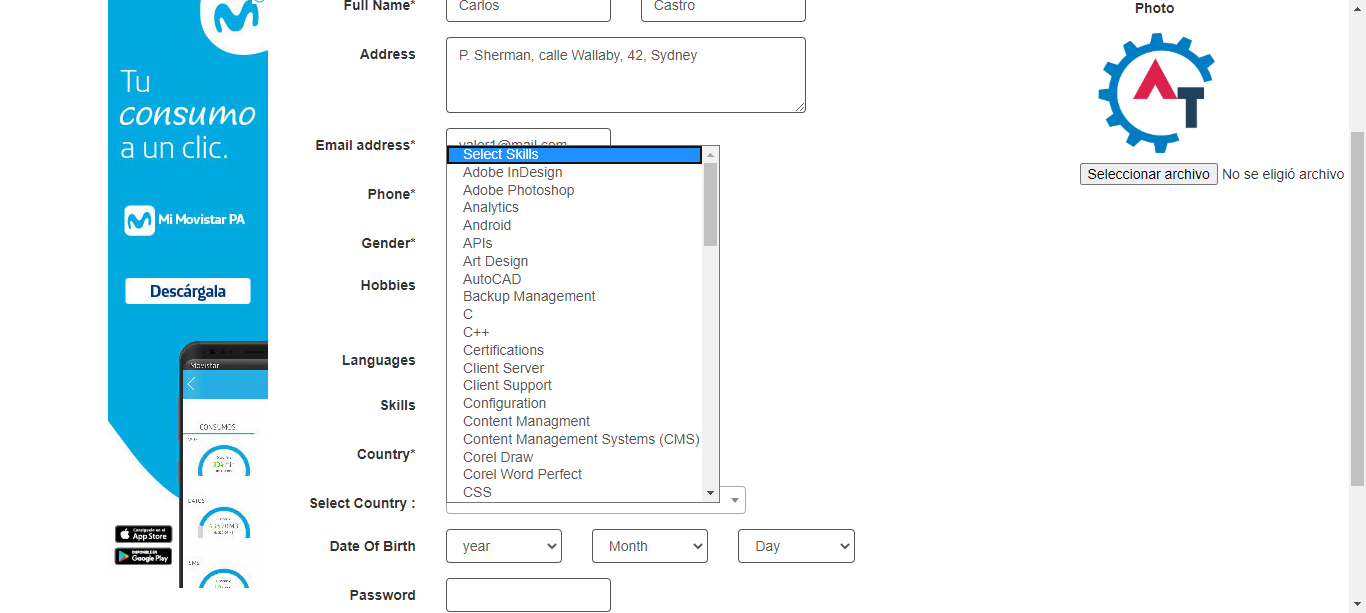 Full Name*
Carlos
Castro
Photo
Address
P. Sherman, calle Wallaby, 42, Sydney
Tu
consumo
a un clic.
AT
Email address*
Select Skills
Adobe InDesign
Seleccionar archivo No se eligió archivo
Phone*
Adobe Photoshop
Analytics
Mi Movistar PA
Android
Gender*
APIs
Art Design
Hobbies
AutoCAD
Descárgala
Backup Management
C
C++
Certifications
Languages
Movistar
Client Server
Client Support
Skills
Configuration
Content Managment
CONSUMOS
Content Management Systems (CMS)
Country*
Corel Draw
Corel Word Perfect
CSS
Select Country :
DATOS
App Store
DISPONIBLE EN
Google Play
Date Of Birth
year
Month
Day
SMS
Password